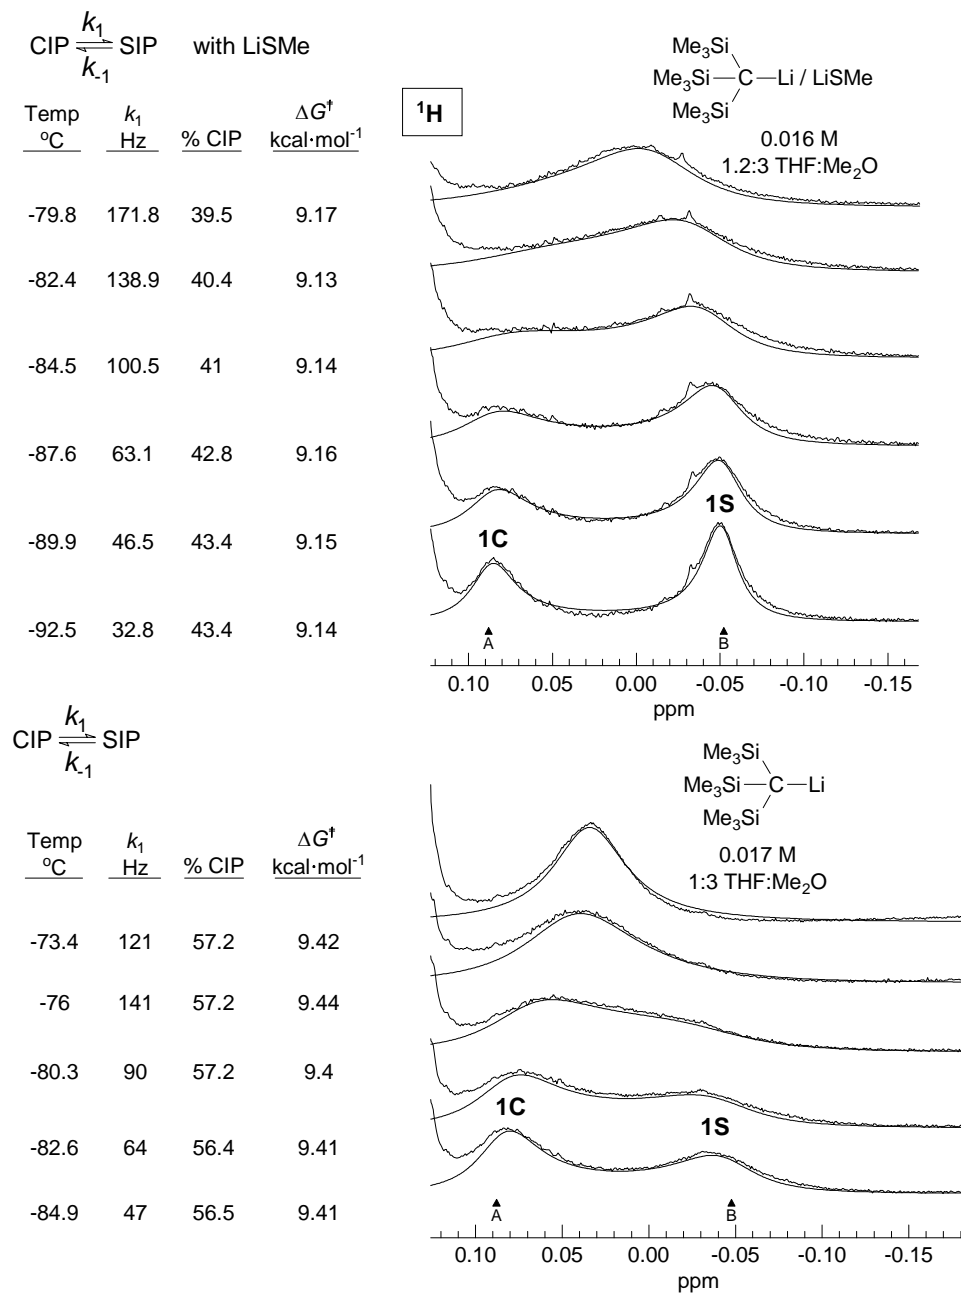 k₁
CIP ⇌ SIP with LiSMe
k₋₁
Temp k₁ ΔG‡
ºC Hz % CIP kcal·mol⁻¹
-79.8 171.8 39.5 9.17
-82.4 138.9 40.4 9.13
-84.5 100.5 41 9.14
-87.6 63.1 42.8 9.16
-89.9 46.5 43.4 9.15
-92.5 32.8 43.4 9.14
¹H
Me₃Si
Me₃Si C Li / LiSMe
Me₃Si
0.016 M
1.2:3 THF:Me₂O
1C 1S
A B
0.10 0.05 0.00 -0.05 -0.10 -0.15
ppm
k₁
CIP ⇌ SIP
k₋₁
Temp k₁ ΔG‡
ºC Hz % CIP kcal·mol⁻¹
-73.4 121 57.2 9.42
-76 141 57.2 9.44
-80.3 90 57.2 9.4
-82.6 64 56.4 9.41
-84.9 47 56.5 9.41
Me₃Si
Me₃Si C Li
Me₃Si
0.017 M
1:3 THF:Me₂O
1C 1S
A B
0.10 0.05 0.00 -0.05 -0.10 -0.15
ppm